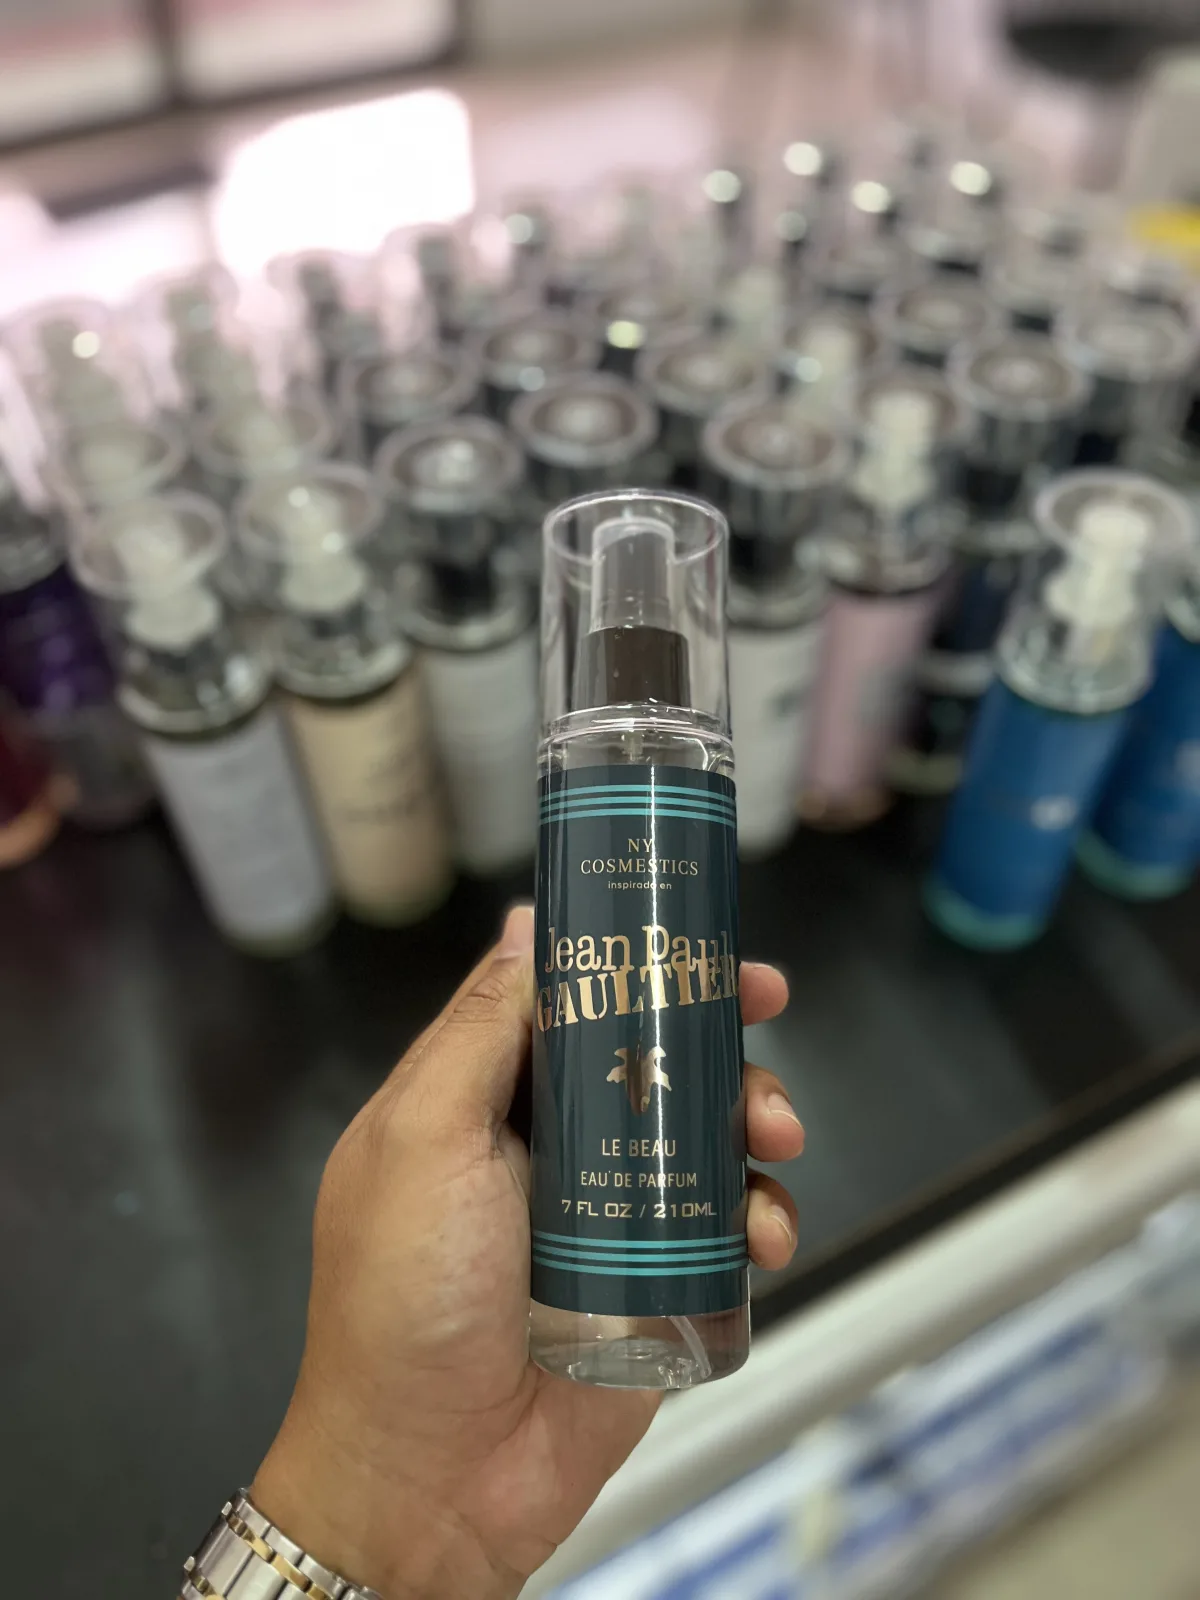 NY
COSMESTICS
inspirado en
Jean Paul
GAULTIER
LE BEAU
EAU DE PARFUM
7 FL OZ / 210ML